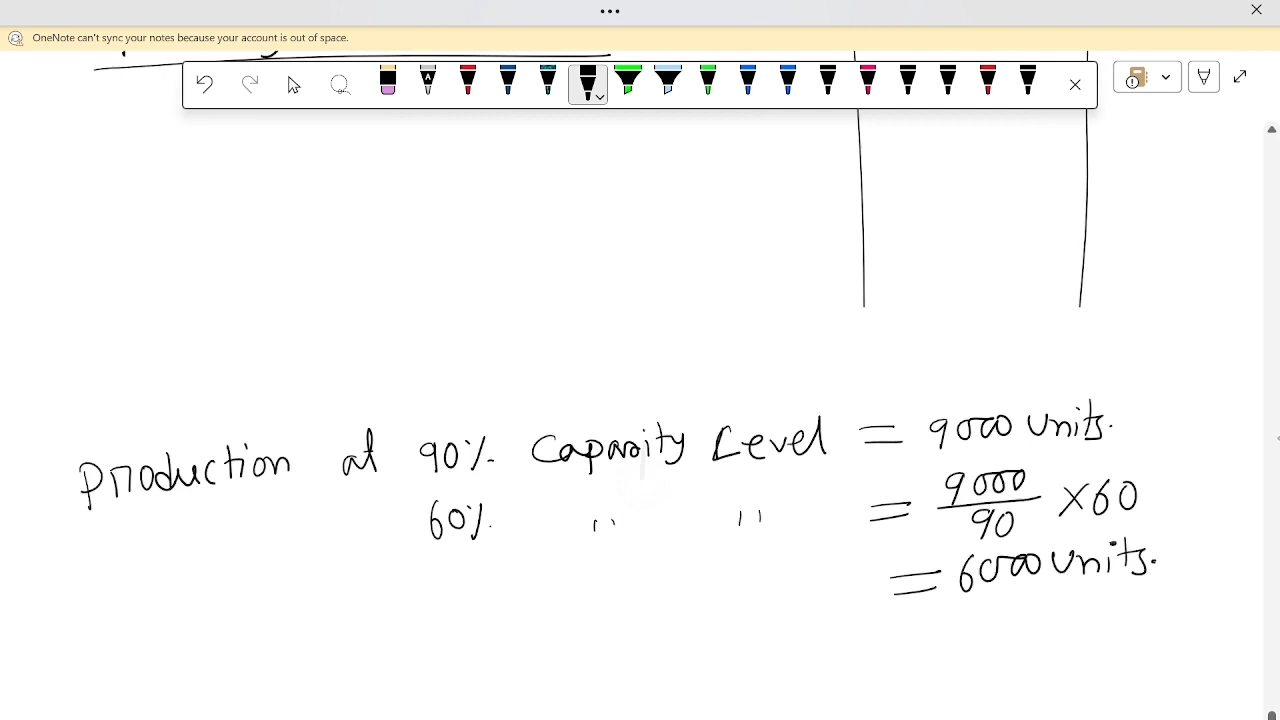 OneNote can't sync your notes because your account is out of space.
Production at 90% Capacity Level = 9000 units.
60% " " = 9000/90 × 60
= 6000 units.